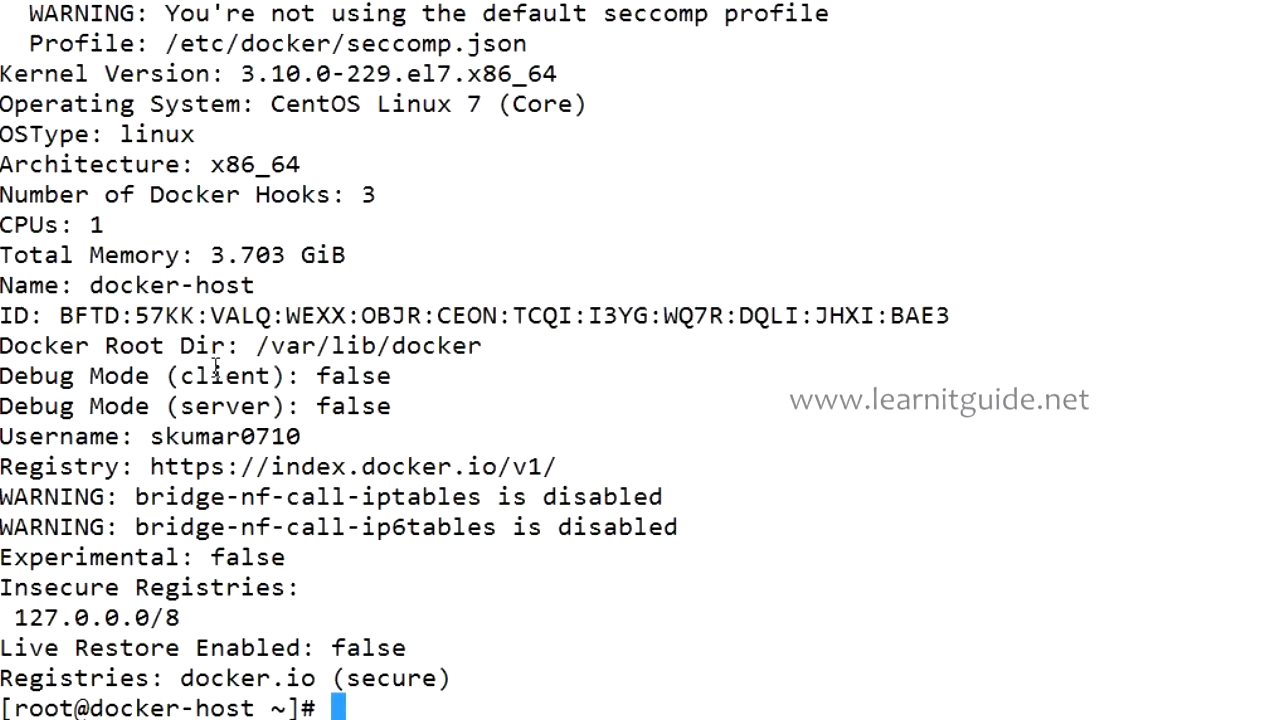 WARNING: You're not using the default seccomp profile
Profile: /etc/docker/seccomp.json
Kernel Version: 3.10.0-229.el7.x86_64
Operating System: CentOS Linux 7 (Core)
OSType: linux
Architecture: x86_64
Number of Docker Hooks: 3
CPUs: 1
Total Memory: 3.703 GiB
Name: docker-host
ID: BFTD:57KK:VALQ:WEXX:OBJR:CEON:TCQI:I3YG:WQ7R:DQLI:JHXI:BAE3
Docker Root Dir: /var/lib/docker
Debug Mode (client): false
www.learnitguide.net
Debug Mode (server): false
Username: skumar0710
Registry: https://index.docker.io/v1/
WARNING: bridge-nf-call-iptables is disabled
WARNING: bridge-nf-call-ip6tables is disabled
Experimental: false
Insecure Registries:
127.0.0.0/8
Live Restore Enabled: false
Registries: docker.io (secure)
[root@docker-host ~]#